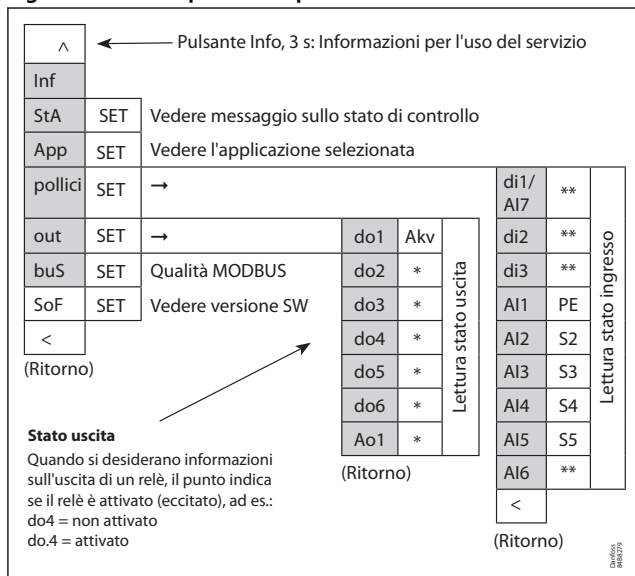 ^
Pulsante Info, 3 s: Informazioni per l'uso del servizio
Inf
StA SET Vedere messaggio sullo stato di controllo
App SET Vedere l'applicazione selezionata
pollici SET →
out SET →
buS SET Qualità MODBUS
SoF SET Vedere versione SW
<
(Ritorno)
do1 Akv
do2 *
do3 *
do4 *
do5 *
do6 *
Ao1 *
Lettura stato uscita
(Ritorno)
di1/
AI7 **
di2 **
di3 **
AI1 PE
AI2 S2
AI3 S3
AI4 S4
AI5 S5
AI6 **
<
Lettura stato ingresso
(Ritorno)
Stato uscita
Quando si desiderano informazioni
sull'uscita di un relè, il punto indica
se il relè è attivato (eccitato), ad es.:
do4 = non attivato
do.4 = attivato
Danfoss
84B8279